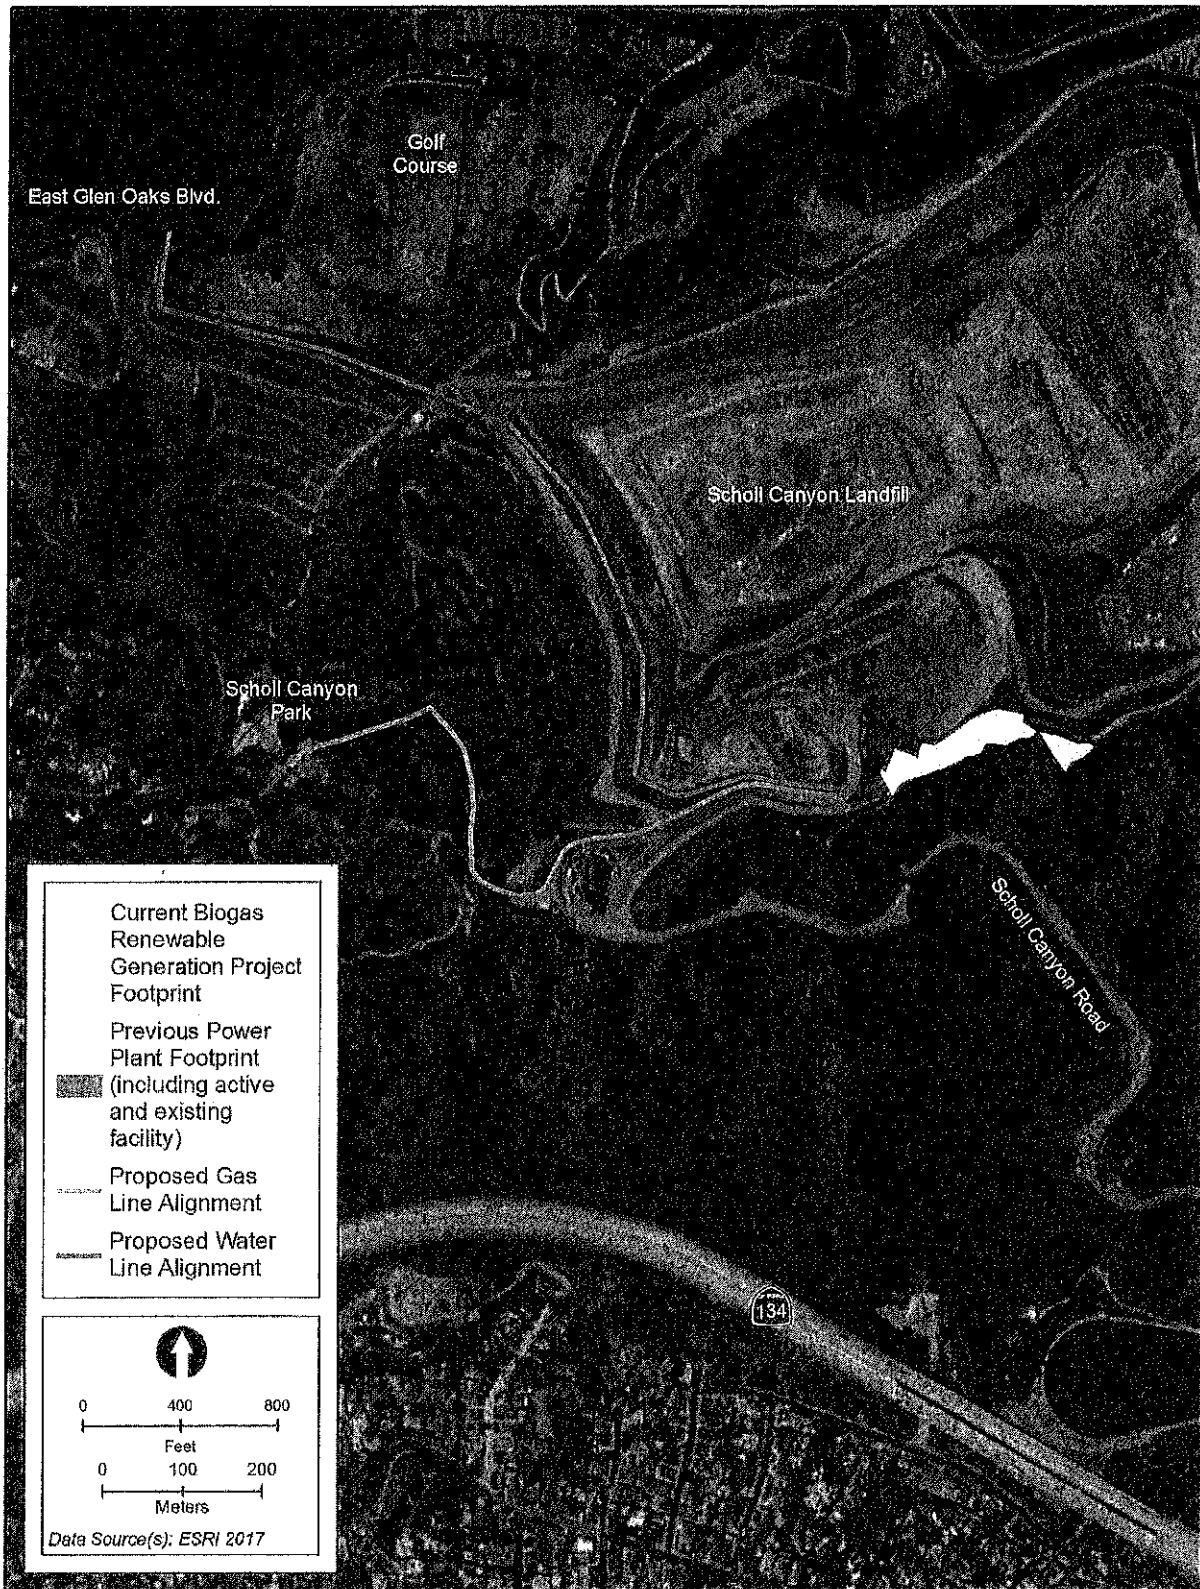 Golf
Course
East Glen Oaks Blvd.
Scholl Canyon Landfill
Scholl Canyon
Park
Scholl Canyon Road
Current Biogas
Renewable
Generation Project
Footprint
Previous Power
Plant Footprint
(including active
and existing
facility)
Proposed Gas
Line Alignment
Proposed Water
Line Alignment
134
0 400 800
Feet
0 100 200
Meters
Data Source(s): ESRI 2017